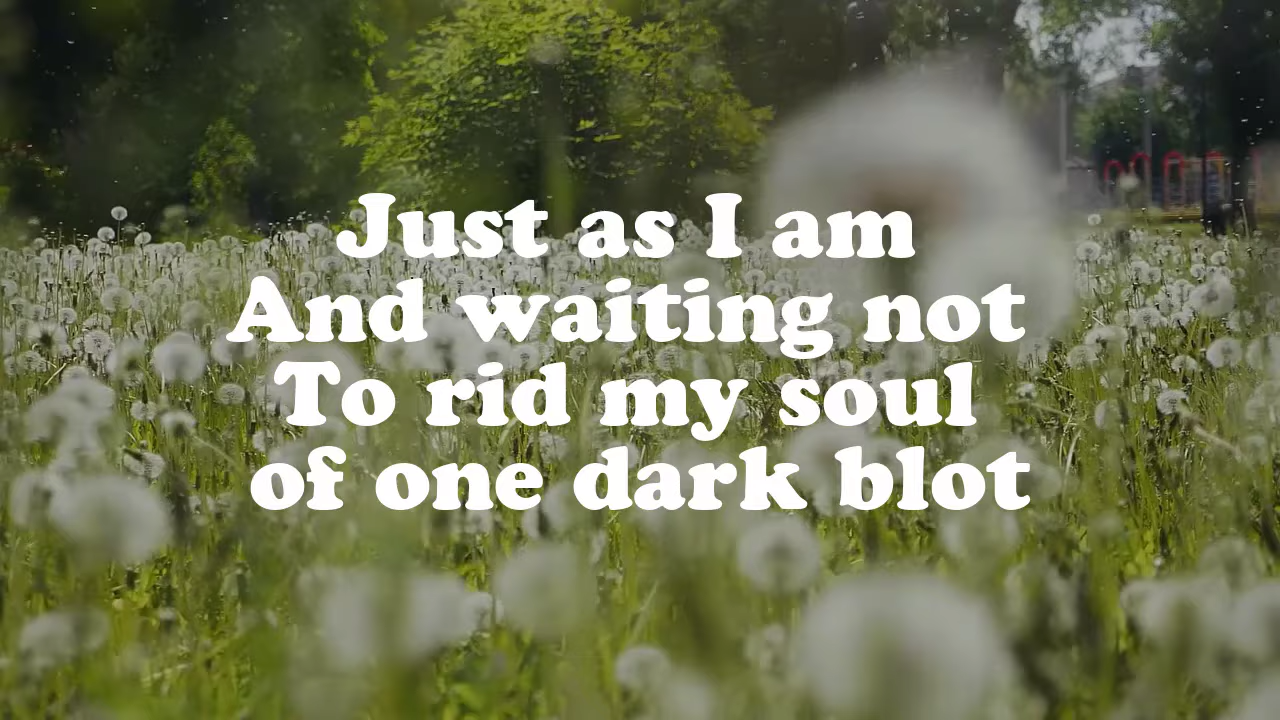 Just as I am
And waiting not
To rid my soul
of one dark blot